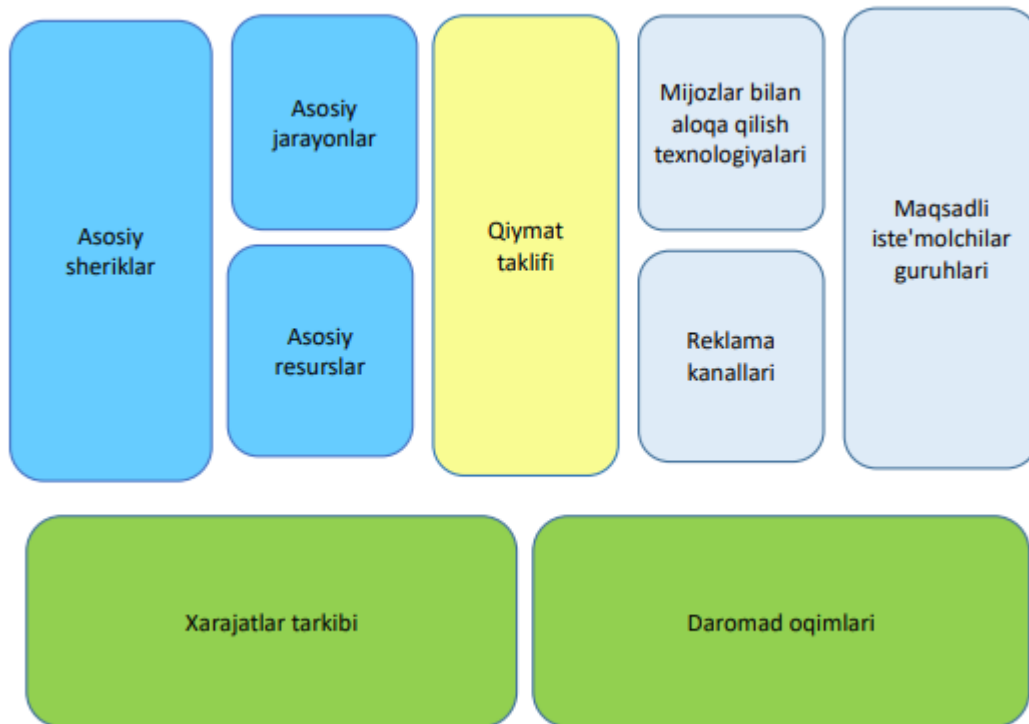 Asosiy
sheriklar
Asosiy
jarayonlar
Asosiy
resurslar
Qiymat
taklifi
Mijozlar bilan
aloqa qilish
texnologiyalari
Reklama
kanallari
Maqsadli
iste'molchilar
guruhlari
Xarajatlar tarkibi
Daromad oqimlari